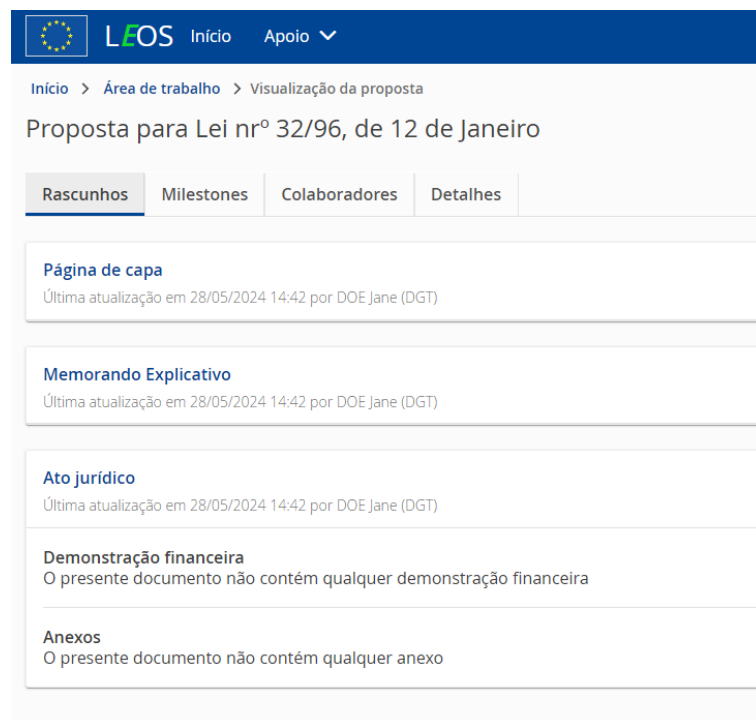 LEOS Início Apoio
Início > Área de trabalho > Visualização da proposta
Proposta para Lei nrº 32/96, de 12 de Janeiro
Rascunhos Milestones Colaboradores Detalhes
Página de capa
Última atualização em 28/05/2024 14:42 por DOE Jane (DGT)
Memorando Explicativo
Última atualização em 28/05/2024 14:42 por DOE Jane (DGT)
Ato jurídico
Última atualização em 28/05/2024 14:42 por DOE Jane (DGT)
Demonstração financeira
O presente documento não contém qualquer demonstração financeira
Anexos
O presente documento não contém qualquer anexo